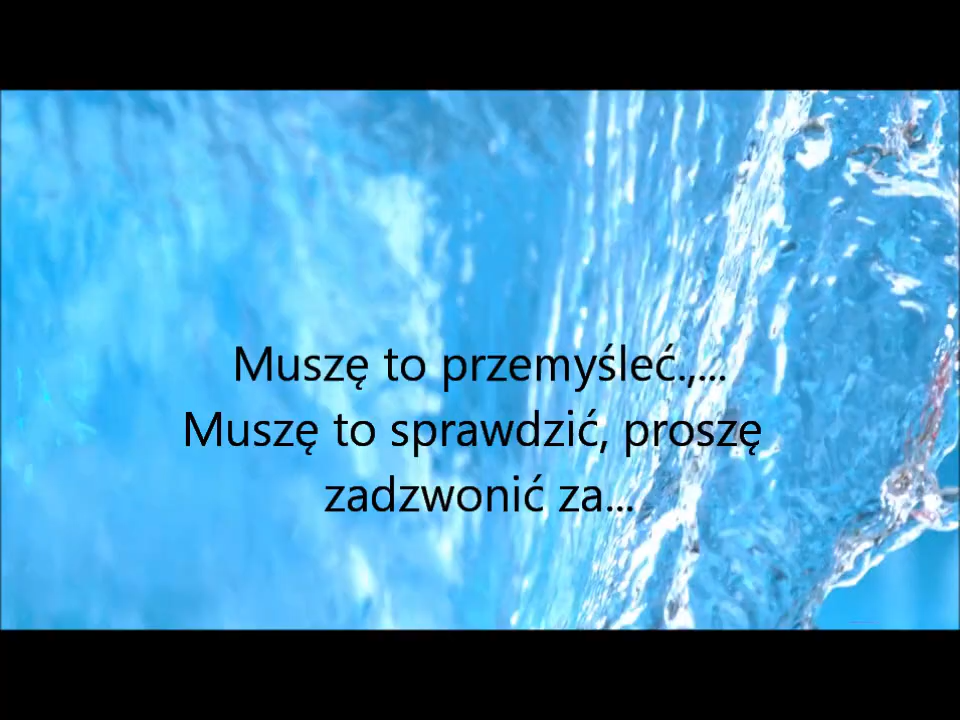 Muszę to przemyśleć.,...
Muszę to sprawdzić, proszę
zadzwonić za...